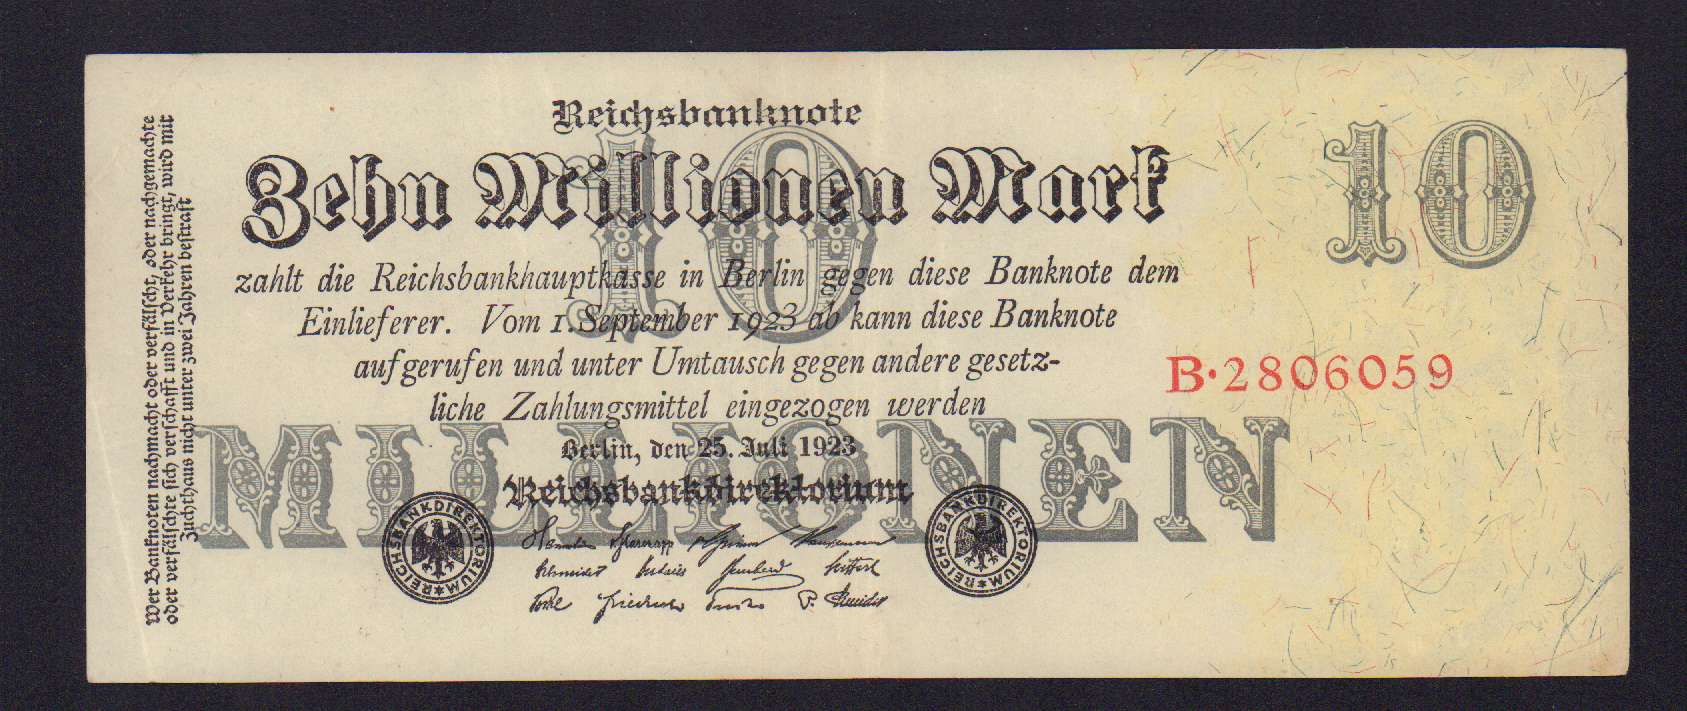 Reichsbanknote
10
Zehn Millionen Mark
10
zahlt die Reichsbankhauptkasse in Berlin gegen diese Banknote dem
Einlieferer. Vom 1. September 1923 ab kann diese Banknote
aufgerufen und unter Umtausch gegen andere gesetz-
liche Zahlungsmittel eingezogen werden
B·2806059
MILLIONEN
Berlin, den 25. Juli 1923
Reichsbankdirektorium
REICHSBANKDIREKTORIUM
REICHSBANKDIREKTORIUM
Wer Banknoten nachmacht oder verfälscht, oder nachgemachte
oder verfälschte sich verschafft und in Verkehr bringt, wird mit
Zuchthaus nicht unter zwei Jahren bestraft